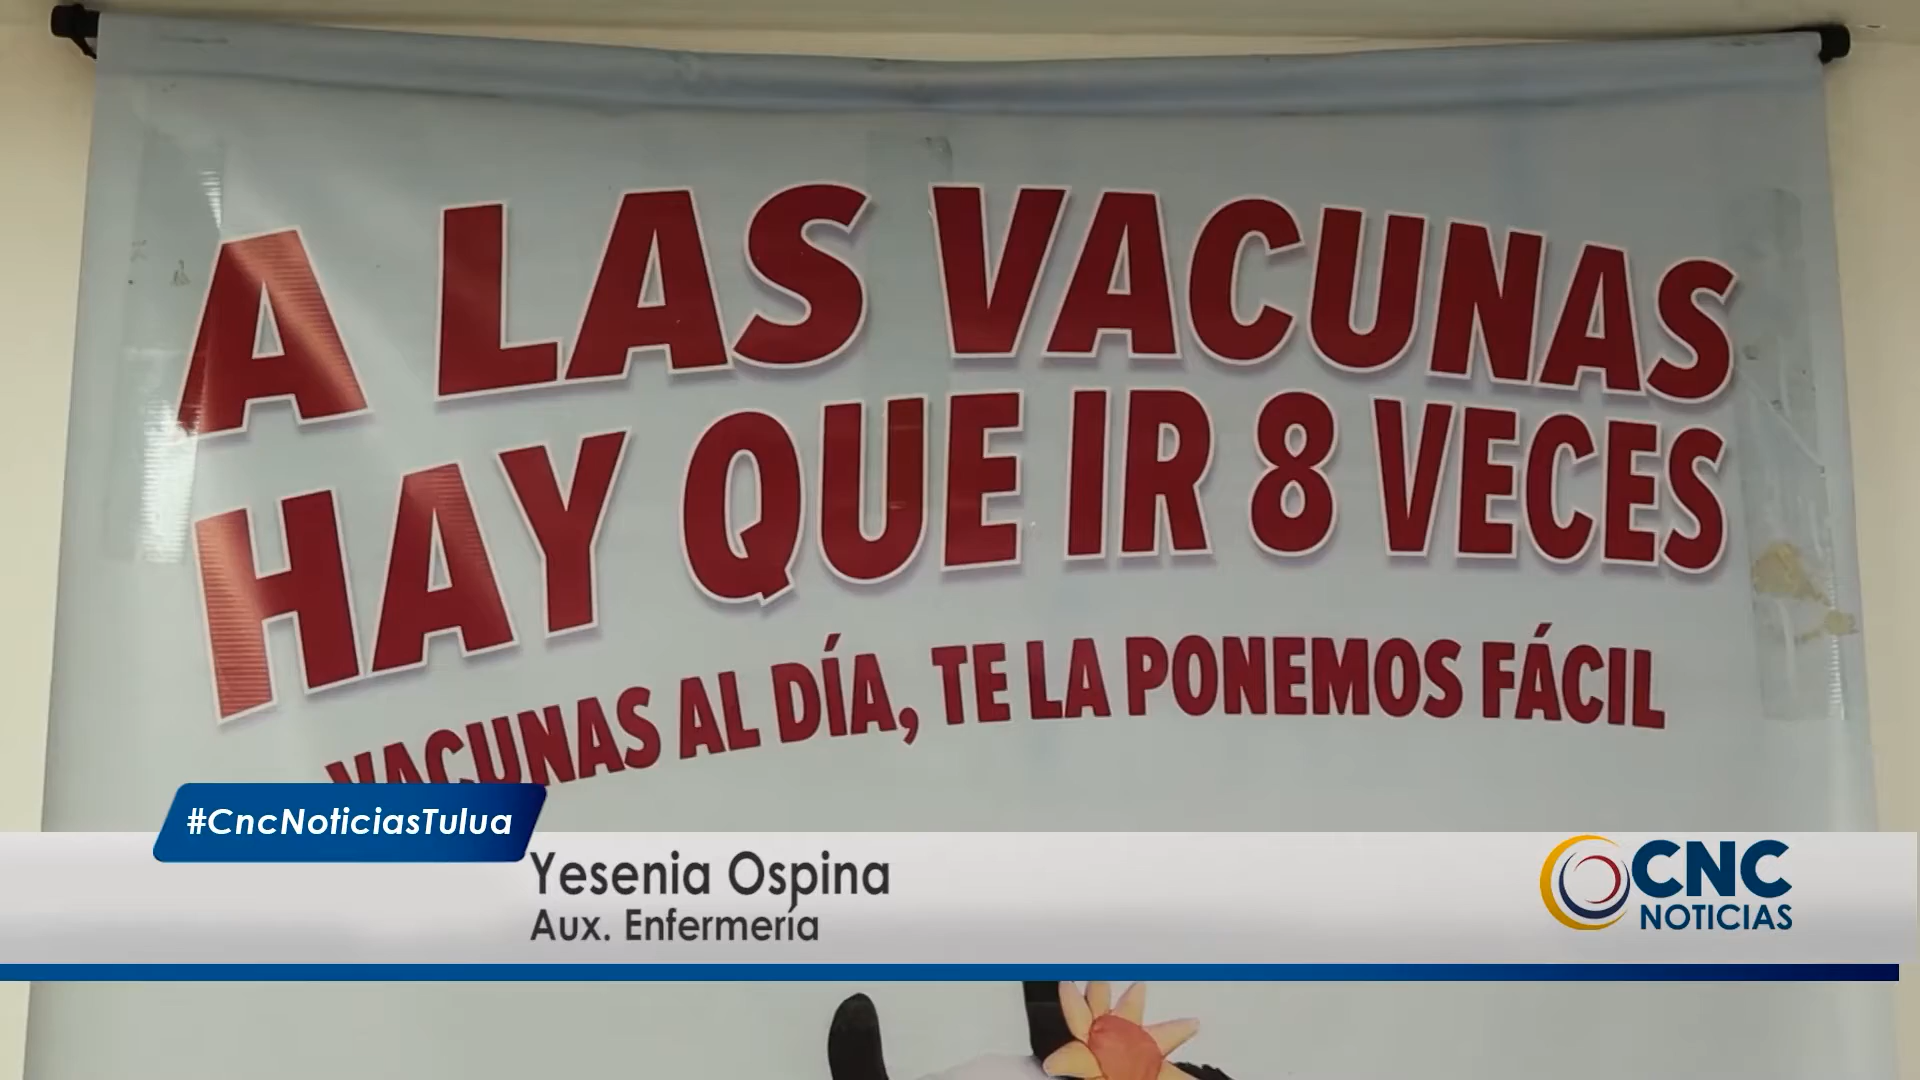 A LAS VACUNAS
HAY QUE IR 8 VECES
VACUNAS AL DÍA, TE LA PONEMOS FÁCIL
#CncNoticiasTulua
Yesenia Ospina
Aux. Enfermería
CNC
NOTICIAS